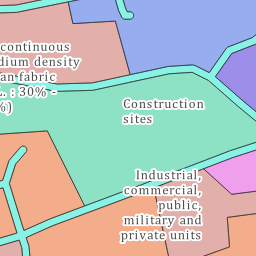 continuous
dium density
an fabric
. : 30% -
%)
Construction
sites
Industrial,
commercial,
public,
military and
private units